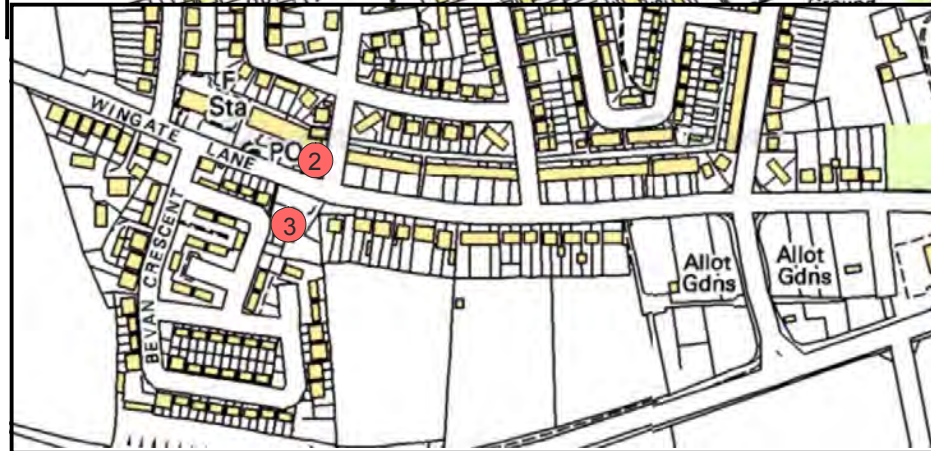 F
Sta
WINGATE
LANE
PO
2
3
BEVAN CRESCENT
Allot
Gdns
Allot
Gdns